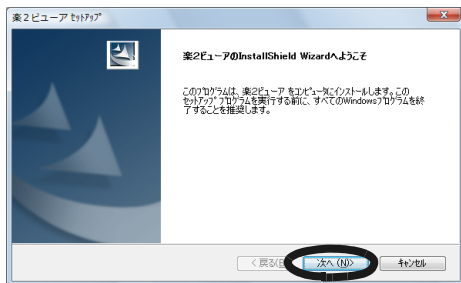 楽2ビューア セットアップ
楽2ビューアのInstallShield Wizardへようこそ
このプログラムは、楽2ビューア をコンピュータにインストールします。この
セットアップ プログラムを実行する前に、すべてのWindowsプログラムを終
了することを推奨します。
< 戻る(B
次へ (N)>
キャンセル